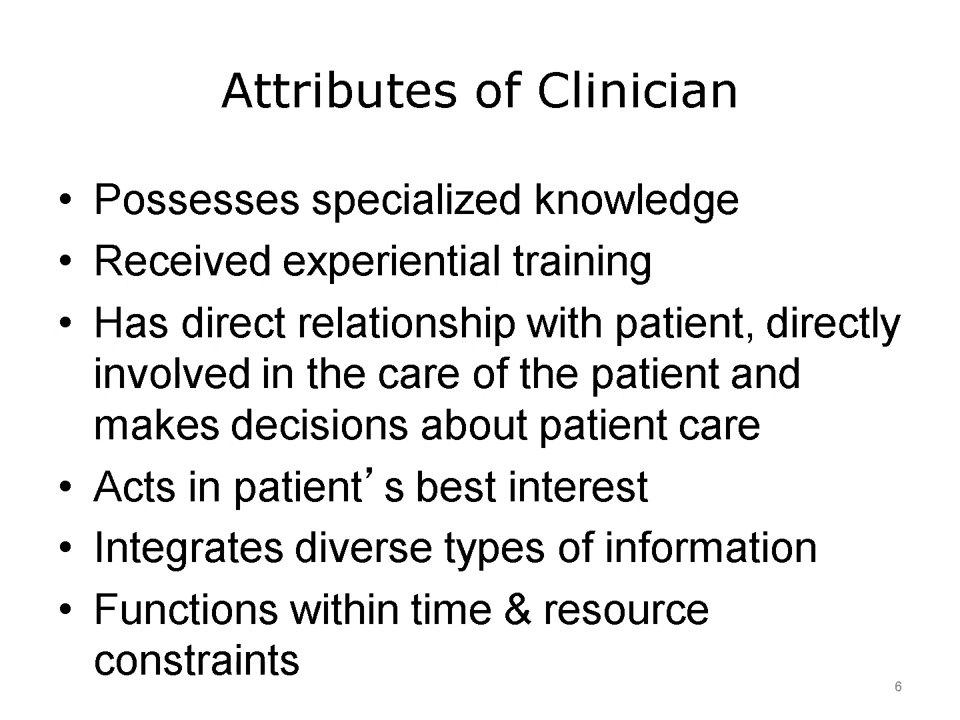 Attributes of Clinician
• Possesses specialized knowledge
• Received experiential training
• Has direct relationship with patient, directly
involved in the care of the patient and
makes decisions about patient care
• Acts in patient’s best interest
• Integrates diverse types of information
• Functions within time & resource
constraints
6